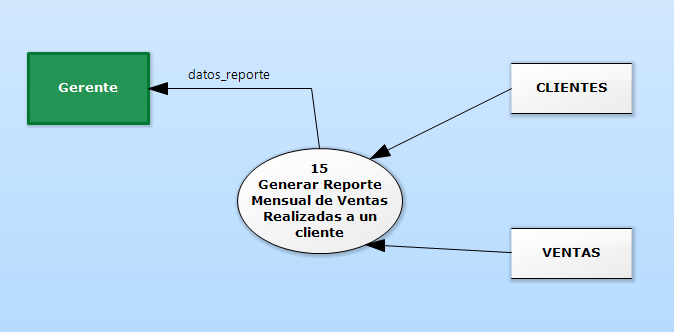 datos_reporte
Gerente
CLIENTES
15
Generar Reporte
Mensual de Ventas
Realizadas a un
cliente
VENTAS